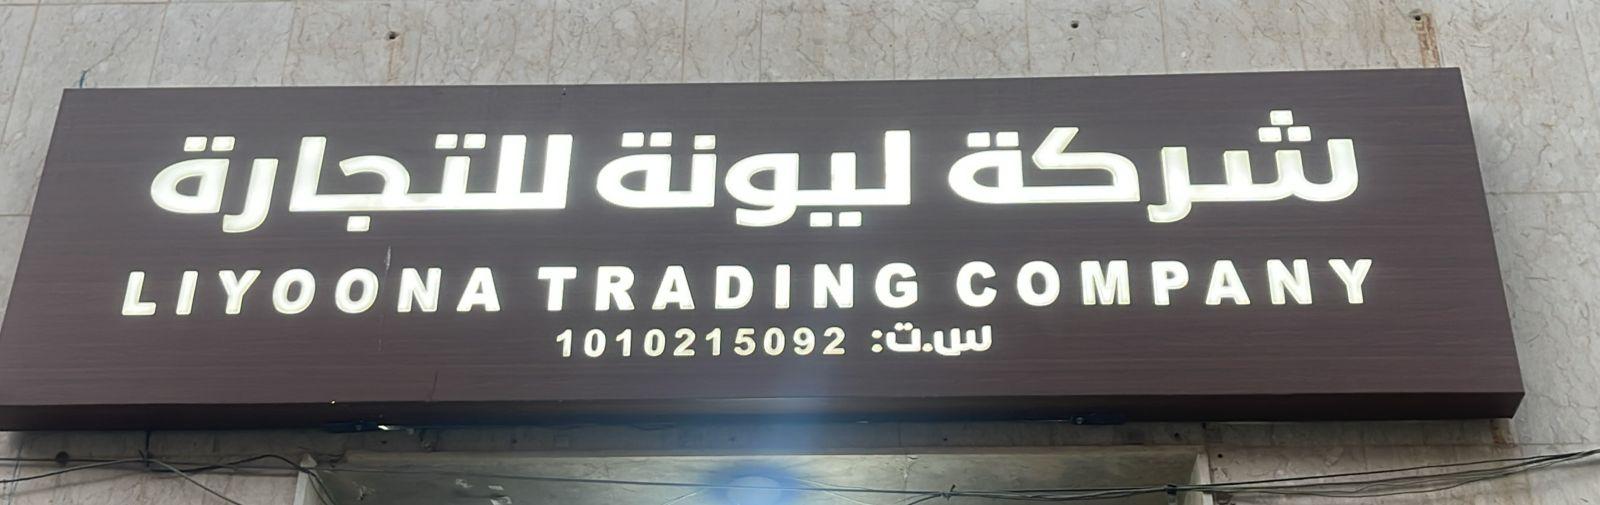 شركة ليونة للتجارة
LIYOONA TRADING COMPANY
س.ت: 1010215092